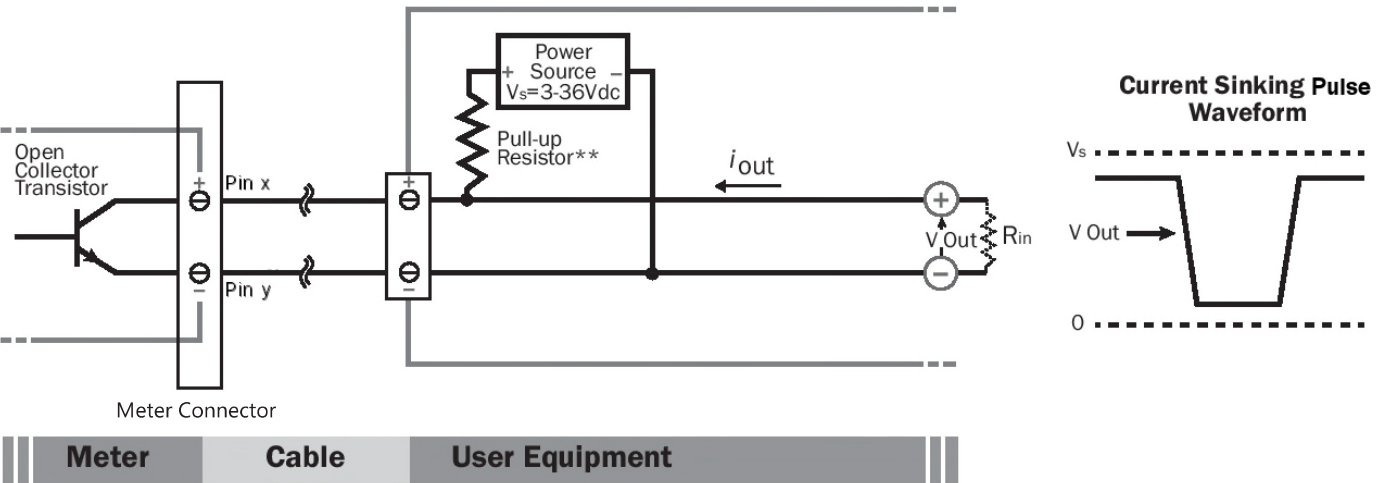 Power
+ Source –
Vs=3-36Vdc
Current Sinking Pulse
Waveform
Open
Collector
Transistor
Pull-up
Resistor**
i out
Vs
+
Pin x
+
+
V Out
Rin
V Out
–
Pin y
–
–
0
Meter Connector
Meter
Cable
User Equipment